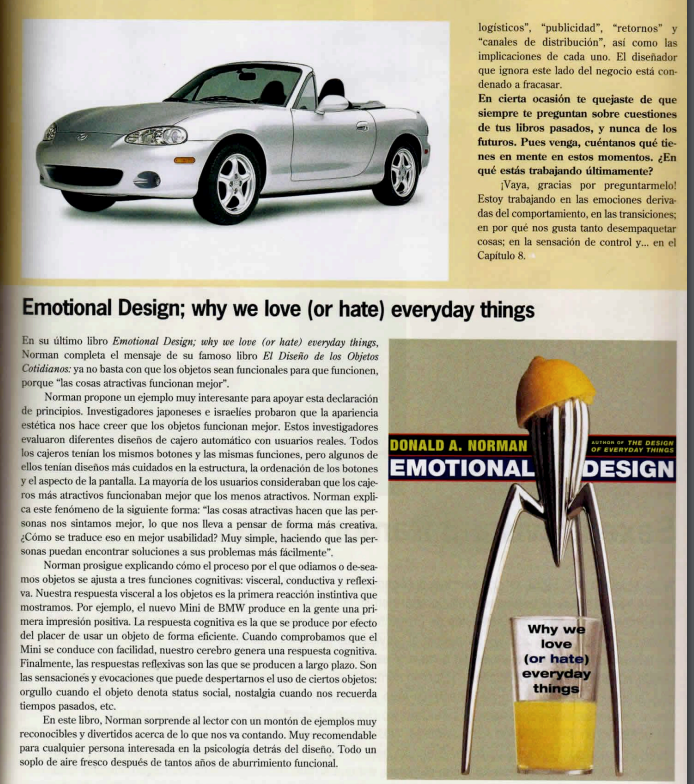 logísticos", "publicidad", "retornos" y
"canales de distribución", así como las
implicaciones de cada uno. El diseñador
que ignora este lado del negocio está con-
denado a fracasar.
En cierta ocasión te quejaste de que
siempre te preguntan sobre cuestiones
de tus libros pasados, y nunca de los
futuros. Pues venga, cuéntanos qué tie-
nes en mente en estos momentos. ¿En
qué estás trabajando últimamente?
¡Vaya, gracias por preguntarmelo!
Estoy trabajando en las emociones deriva-
das del comportamiento, en las transiciones;
en por qué nos gusta tanto desempaquetar
cosas; en la sensación de control y... en el
Capítulo 8.
Emotional Design; why we love (or hate) everyday things
En su último libro Emotional Design; why we love (or hate) everyday things,
Norman completa el mensaje de su famoso libro El Diseño de los Objetos
Cotidianos: ya no basta con que los objetos sean funcionales para que funcionen,
porque "las cosas atractivas funcionan mejor".
Norman propone un ejemplo muy importante para apoyar esta declaración
de principios. Investigadores japoneses e israelíes probaron que la apariencia
estética nos hace creer que los objetos funcionan mejor. Estos investigadores
evaluaron diferentes diseños de cajero automático con usuarios reales. Todos
los cajeros tenían los mismos botones y las mismas funciones, pero algunos de
ellos tenían diseños más cuidados en la estructura, la ordenación de los botones
y el aspecto de la pantalla. La mayoría de los usuarios consideraban que los caje-
ros más atractivos funcionaban mejor que los menos atractivos. Norman expli-
ca este fenómeno de la siguiente forma: "las cosas atractivas hacen que las per-
sonas nos sintamos mejor, lo que nos lleva a pensar de forma más creativa.
¿Cómo se traduce eso en mejor usabilidad? Muy simple, haciendo que las per-
sonas puedan encontrar soluciones a sus problemas más fácilmente".
Norman prosigue explicando cómo el proceso por el que odiamos o de-sea-
mos objetos se ajusta a tres funciones cognitivas: visceral, conductiva y reflexi-
va. Nuestra respuesta visceral a los objetos es la primera reacción instintiva que
mostramos. Por ejemplo, el nuevo Mini de BMW produce en la gente una pri-
mera impresión positiva. La respuesta cognitiva es la que se produce por efecto
del placer de usar un objeto de forma eficiente. Cuando comprobamos que el
Mini se conduce con facilidad, nuestro cerebro genera una respuesta cognitiva.
Finalmente, las respuestas reflexivas son las que se producen a largo plazo. Son
las sensaciones y evocaciones que puede despertarnos el uso de ciertos objetos:
orgullo cuando el objeto denota status social, nostalgia cuando nos recuerda
tiempos pasados, etc.
En este libro, Norman sorprende al lector con un montón de ejemplos muy
reconocibles y divertidos acerca de lo que nos va contando. Muy recomendable
para cualquier persona interesada en la psicología detrás del diseño. Todo un
soplo de aire fresco después de tantos años de aburrimiento funcional.
DONALD A. NORMAN
AUTHOR OF THE DESIGN
OF EVERYDAY THINGS
EMOTIONAL DESIGN
Why we
love
(or hate)
everyday
things